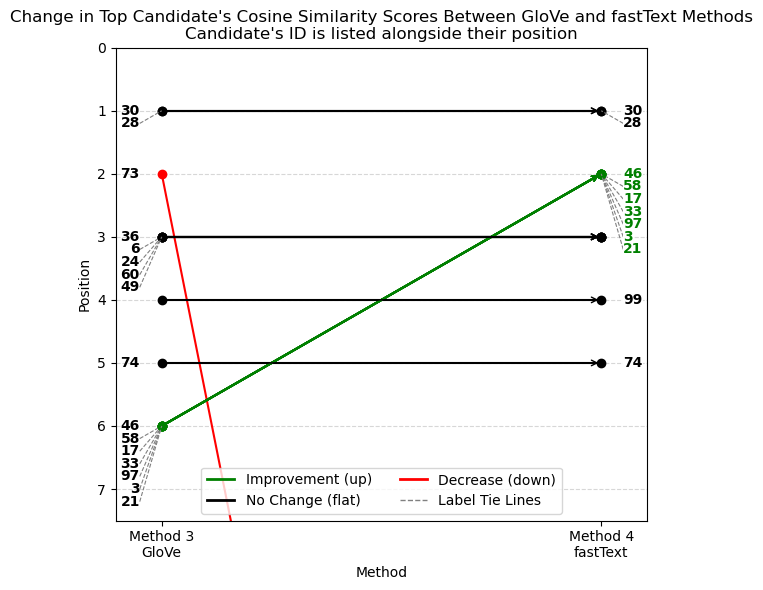 Change in Top Candidate's Cosine Similarity Scores Between GloVe and fastText Methods
Candidate's ID is listed alongside their position
0
1
2
3
4
5
6
7
Position
30
28
73
36
6
24
60
49
74
46
58
17
33
97
3
21
30
28
46
58
17
33
97
3
21
99
74
Improvement (up)
No Change (flat)
Decrease (down)
Label Tie Lines
Method 3
GloVe
Method 4
fastText
Method